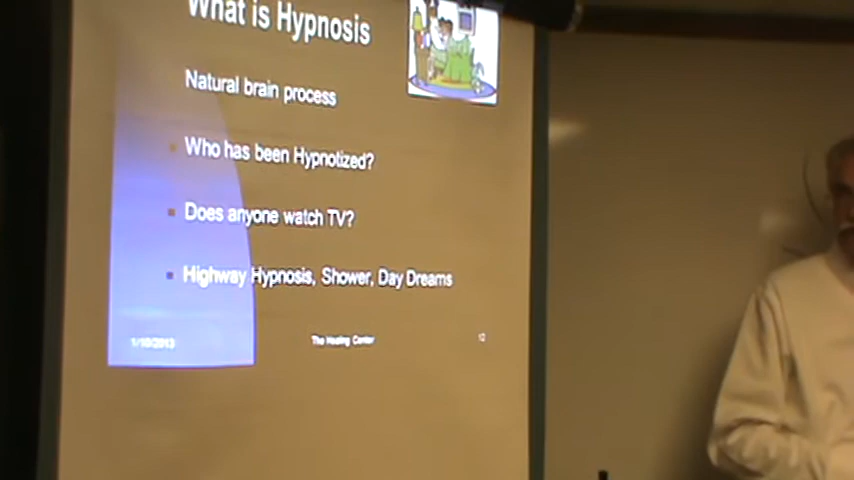 What is Hypnosis
Natural brain process
Who has been Hypnotized?
Does anyone watch TV?
Highway Hypnosis, Shower, Day Dreams
1/10/2013
The Healing Center
12